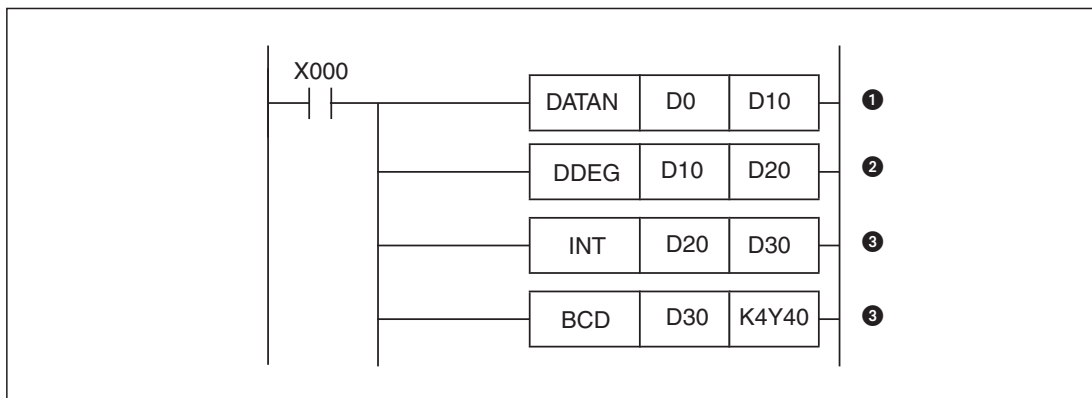 X000
DATAN D0 D10 ❶
DDEG D10 D20 ❷
INT D20 D30 ❸
BCD D30 K4Y40 ❸